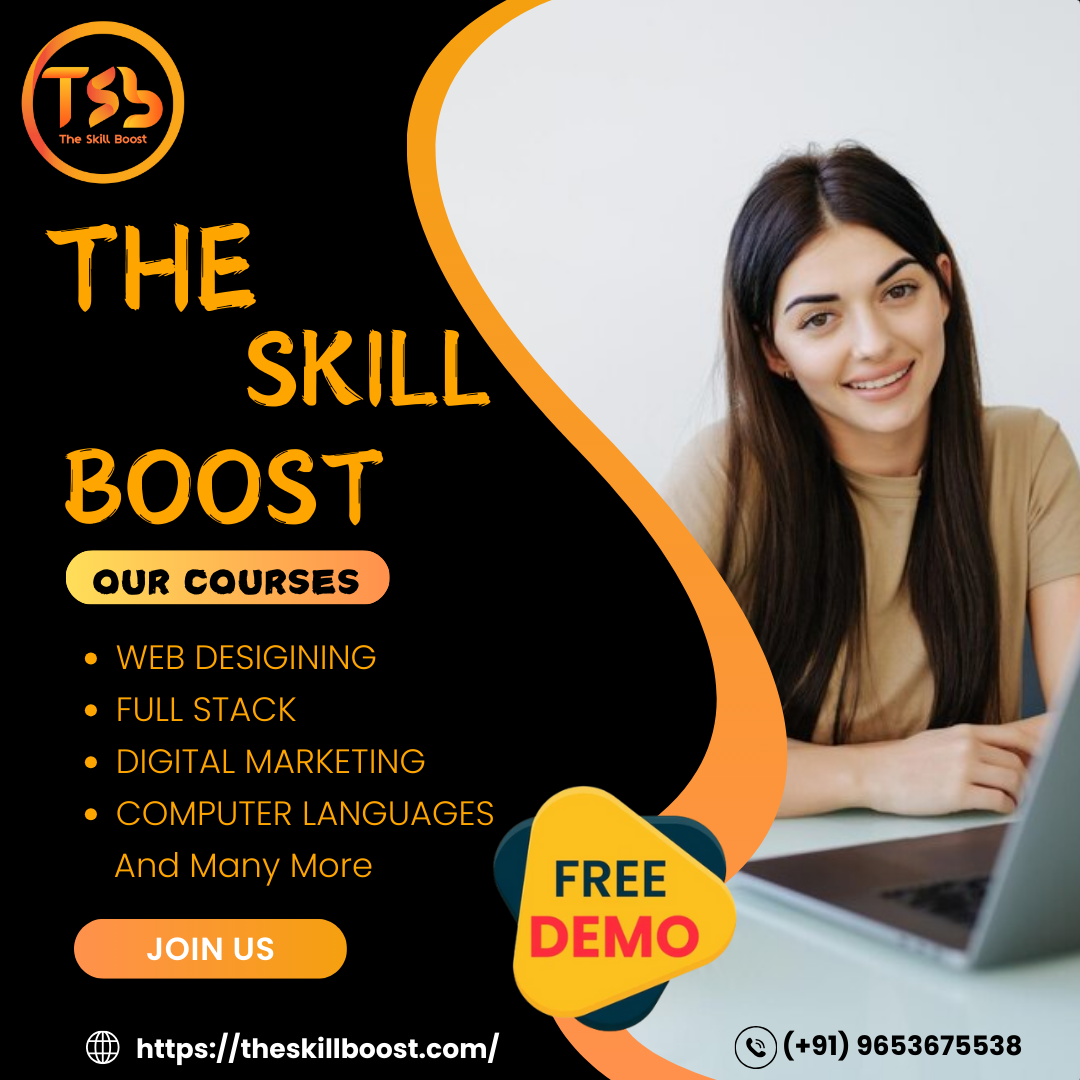 TSb
The Skill Boost
THE
SKILL
BOOST
OUR COURSES
WEB DESIGINING
FULL STACK
DIGITAL MARKETING
COMPUTER LANGUAGES
And Many More
FREE
DEMO
JOIN US
https://theskillboost.com/
(+91) 9653675538